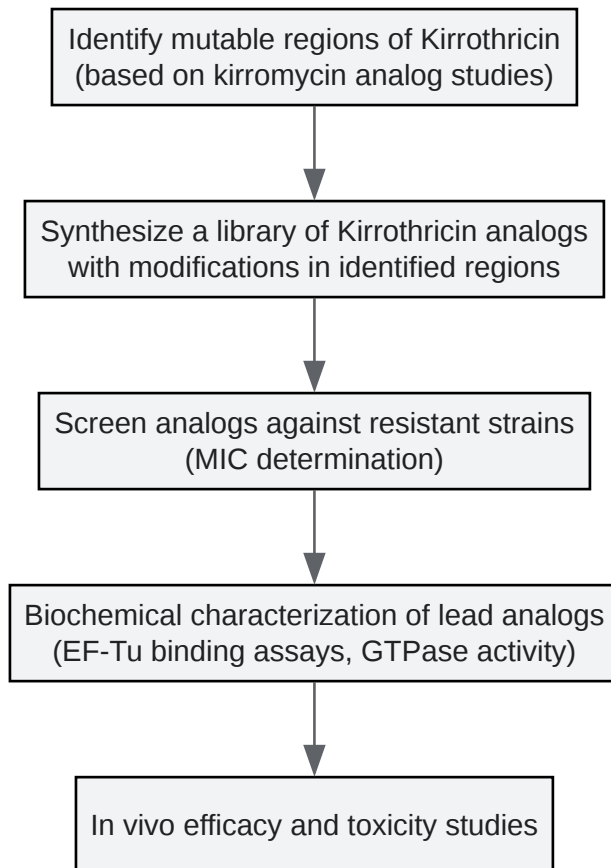 Identify mutable regions of Kirrothricin
(based on kirromycin analog studies)
Synthesize a library of Kirrothricin analogs
with modifications in identified regions
Screen analogs against resistant strains
(MIC determination)
Biochemical characterization of lead analogs
(EF-Tu binding assays, GTPase activity)
In vivo efficacy and toxicity studies